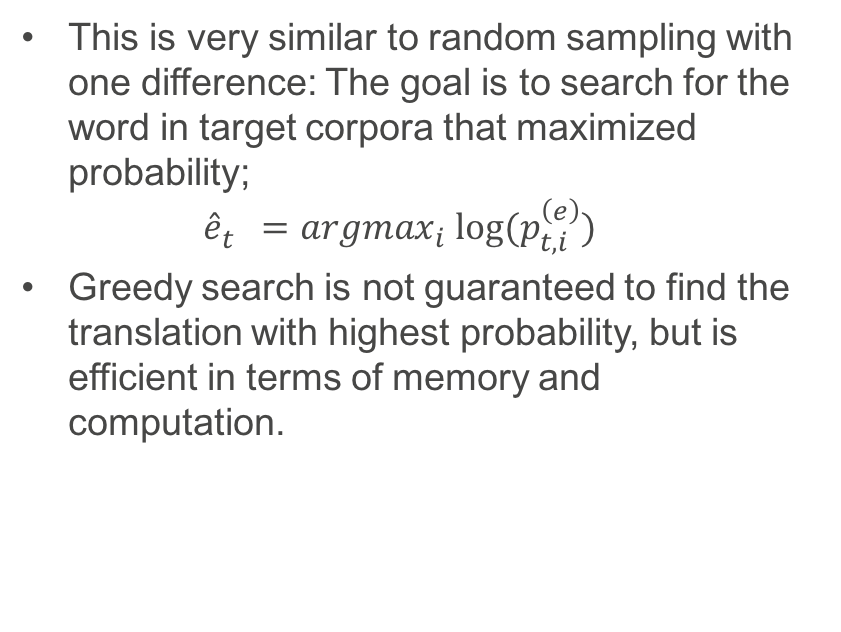 • This is very similar to random sampling with
one difference: The goal is to search for the
word in target corpora that maximized
probability;
ê_t = argmax_i log(p_{t,i}^{(e)})
• Greedy search is not guaranteed to find the
translation with highest probability, but is
efficient in terms of memory and
computation.